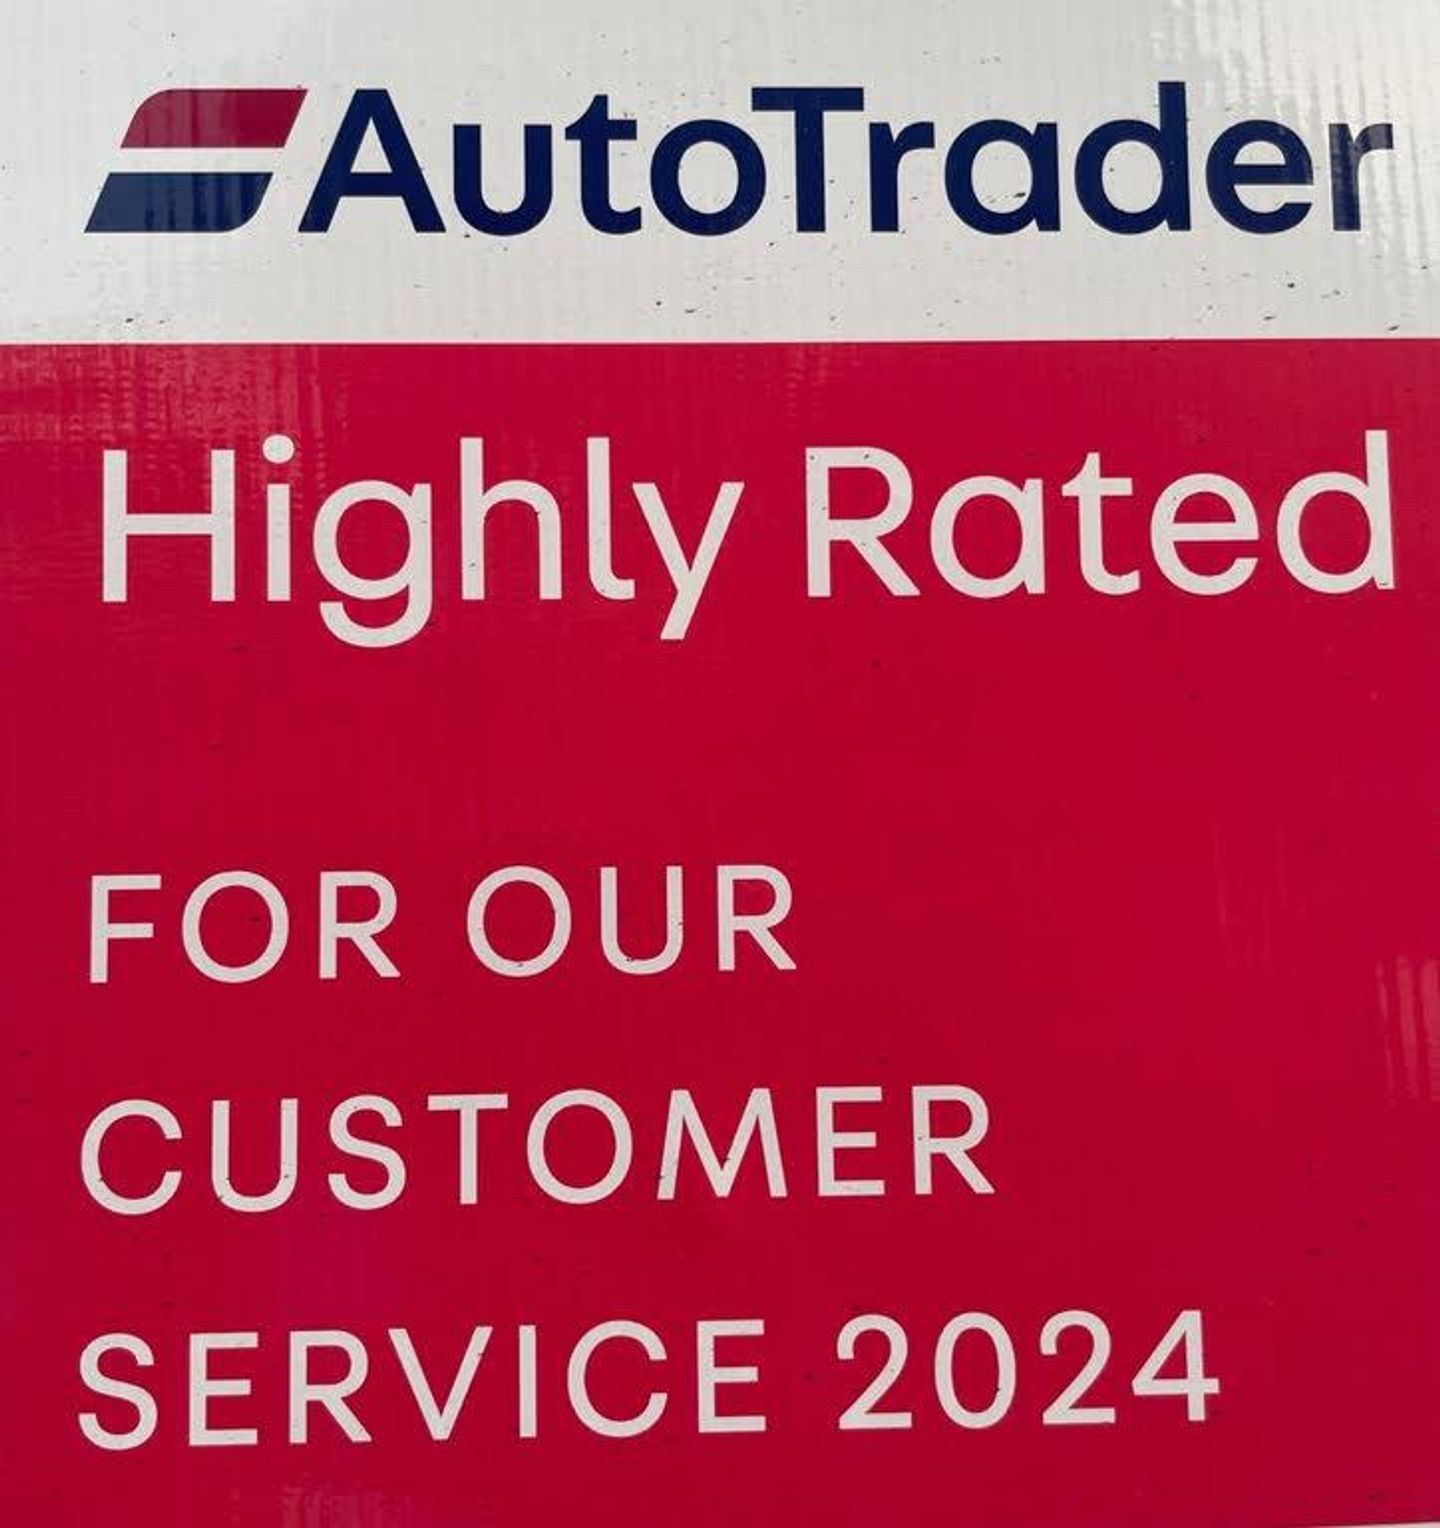 AutoTrader
Highly Rated
FOR OUR
CUSTOMER
SERVICE 2024